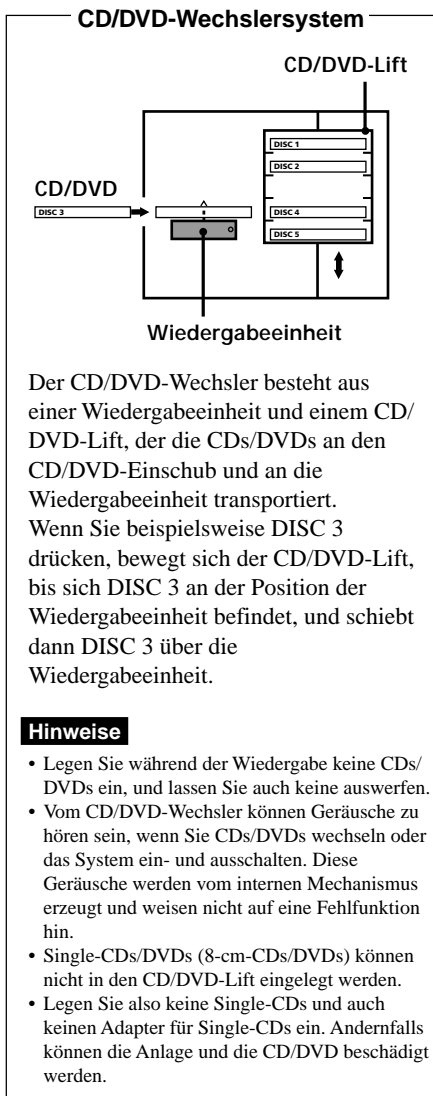 CD/DVD-Wechslersystem
CD/DVD-Lift
DISC 1
DISC 2
CD/DVD
DISC 3
DISC 4
DISC 5
Wiedergabeeinheit
Der CD/DVD-Wechsler besteht aus
einer Wiedergabeeinheit und einem CD/
DVD-Lift, der die CDs/DVDs an den
CD/DVD-Einschub und an die
Wiedergabeeinheit transportiert.
Wenn Sie beispielsweise DISC 3
drücken, bewegt sich der CD/DVD-Lift,
bis sich DISC 3 an der Position der
Wiedergabeeinheit befindet, und schiebt
dann DISC 3 über die
Wiedergabeeinheit.
Hinweise
• Legen Sie während der Wiedergabe keine CDs/
DVDs ein, und lassen Sie auch keine auswerfen.
• Vom CD/DVD-Wechsler können Geräusche zu
hören sein, wenn Sie CDs/DVDs wechseln oder
das System ein- und ausschalten. Diese
Geräusche werden vom internen Mechanismus
erzeugt und weisen nicht auf eine Fehlfunktion
hin.
• Single-CDs/DVDs (8-cm-CDs/DVDs) können
nicht in den CD/DVD-Lift eingelegt werden.
• Legen Sie also keine Single-CDs und auch
keinen Adapter für Single-CDs ein. Andernfalls
können die Anlage und die CD/DVD beschädigt
werden.